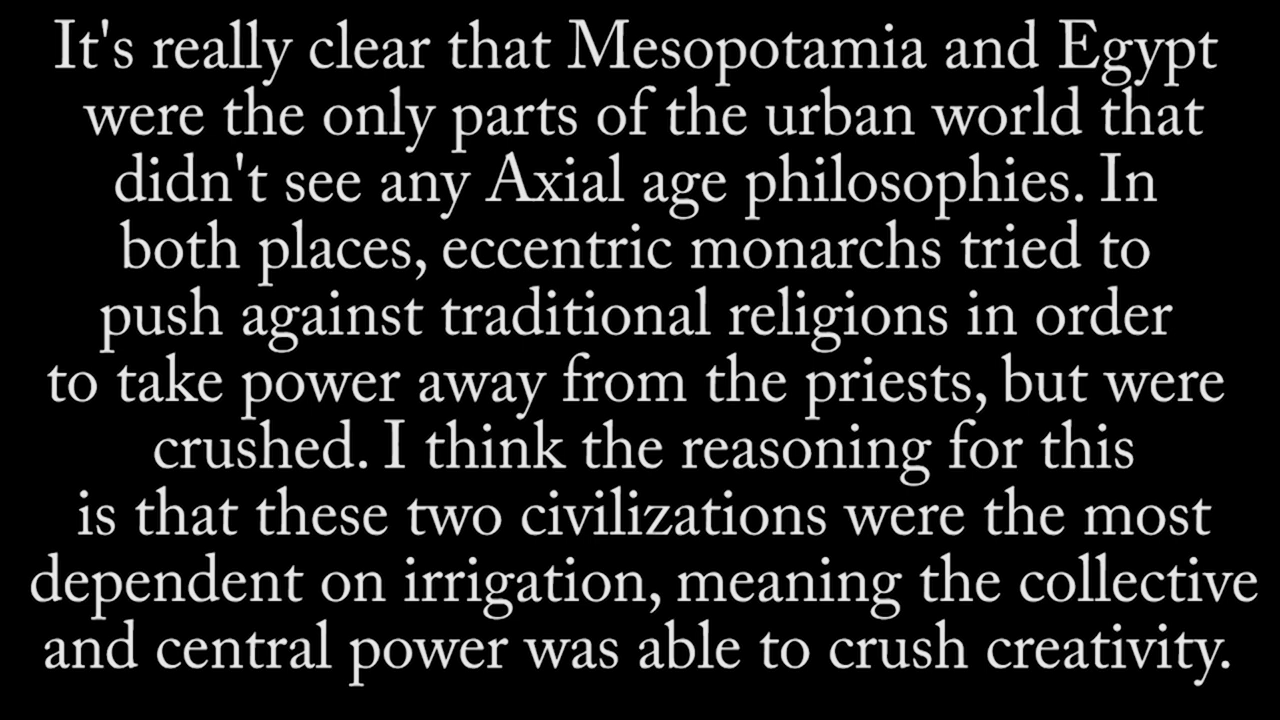 It's really clear that Mesopotamia and Egypt
were the only parts of the urban world that
didn't see any Axial age philosophies. In
both places, eccentric monarchs tried to
push against traditional religions in order
to take power away from the priests, but were
crushed. I think the reasoning for this
is that these two civilizations were the most
dependent on irrigation, meaning the collective
and central power was able to crush creativity.